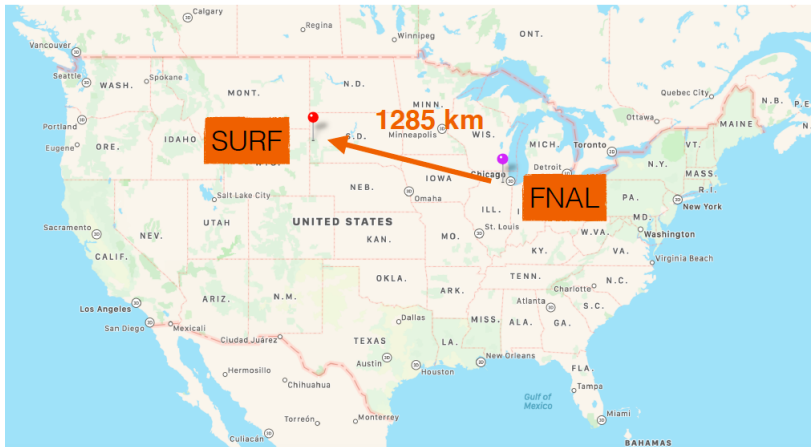 Calgary
Regina
Winnipeg
ONT.
Vancouver
Seattle
WASH.
Spokane
MONT.
N.D.
MINN.
Quebec City
N.B.
P.E.
MAINE
Ottawa
1285 km
Portland
Eugene
ORE.
IDAHO
SURF
S.D.
Minneapolis
WIS.
MICH.
Toronto
VT.
N.Y.
MASS.
R.I.
Chicago
Detroit
IOWA
FNAL
PA.
New York
Salt Lake City
NEB.
Omaha
ILL.
MD.
Washington
Sacramento
NEV.
UTAH
UNITED STATES
KAN.
MO.
St. Louis
W.VA.
VA.
KY.
Virginia Beach
CALIF.
OKLA.
TENN.
N.C.
Charlotte
Los Angeles
ARIZ.
N.M.
ARK.
Atlanta
S.C.
San Diego
Mexicali
Dallas
MISS.
ALA.
GA.
Ciudad Juárez
TEXAS
LA.
Austin
Houston
New Orleans
FLA.
Hermosillo
Chihuahua
Gulf of
Mexico
Tampa
Torreón
Monterrey
Miami
Culiacán
BAHAMAS